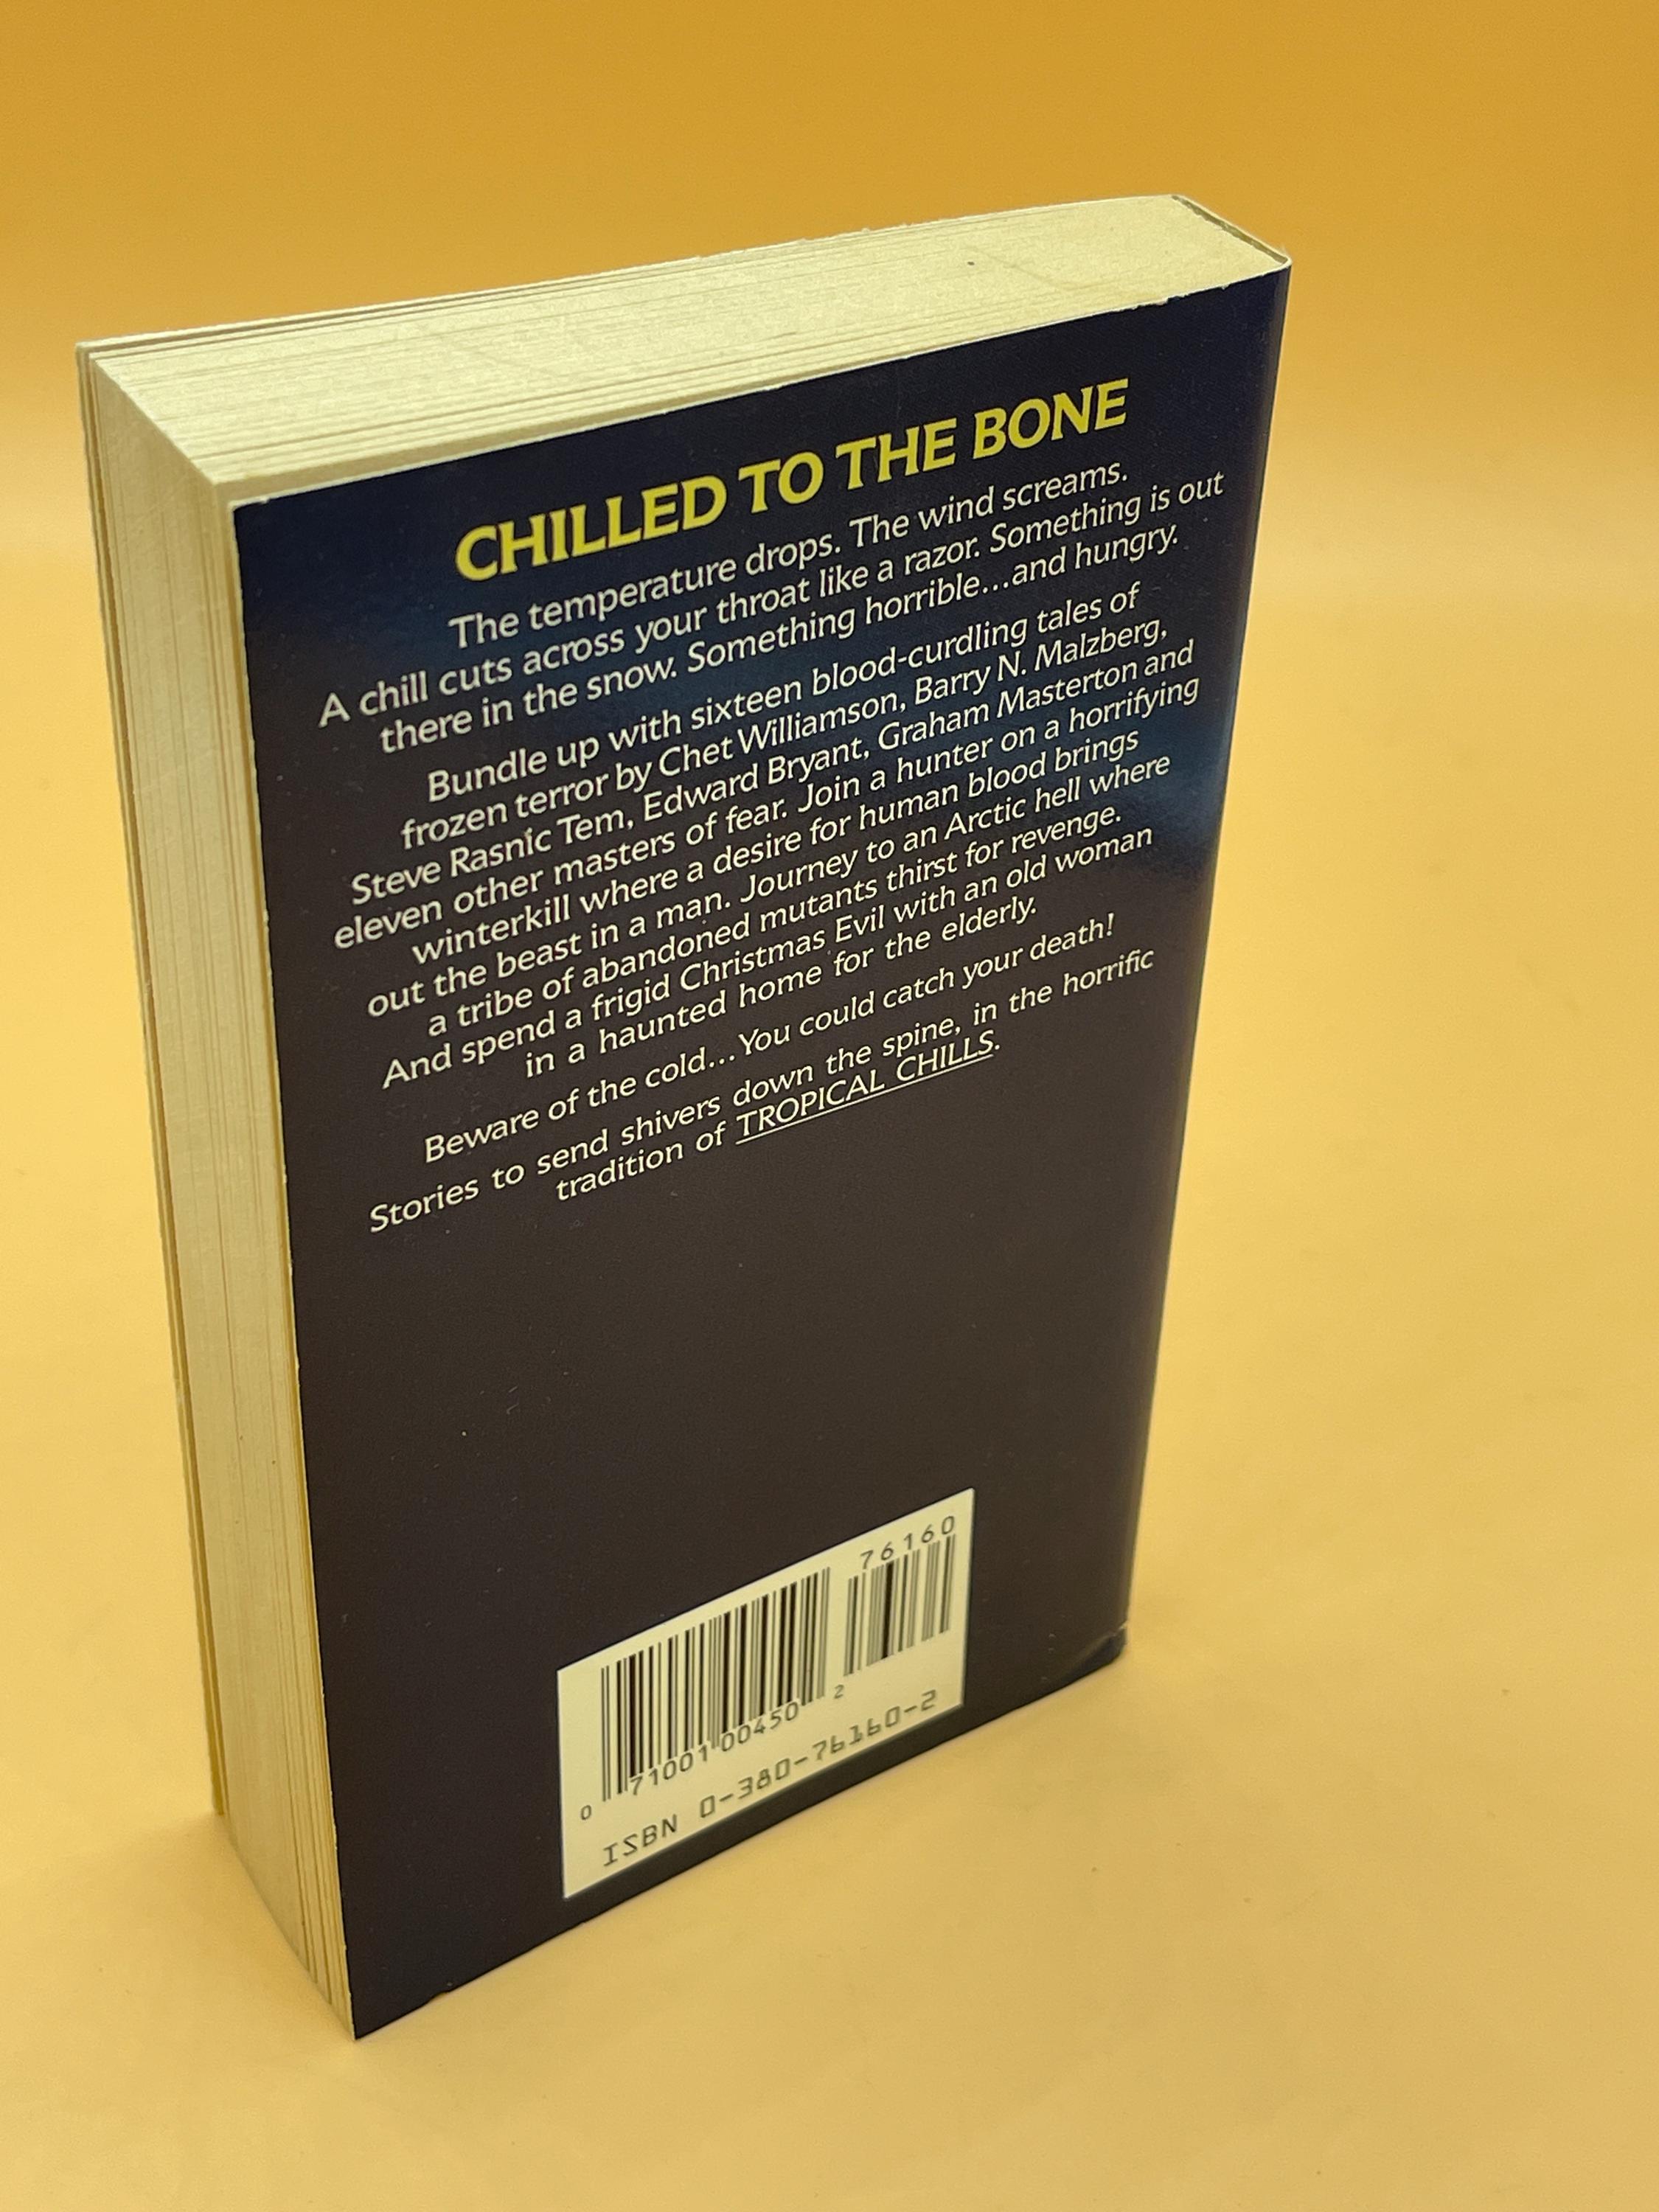 CHILLED TO THE BONE
The temperature drops. The wind screams.
A chill cuts across your throat like a razor. Something is out
there in the snow. Something horrible...and hungry.
Bundle up with sixteen blood-curdling tales of
frozen terror by Chet Williamson, Barry N. Malzberg,
Steve Rasnic Tem, Edward Bryant, Graham Masterton and
eleven other masters of fear. Join a hunter on a horrifying
winterkill where a desire for human blood brings
out the beast in a man. Journey to an Arctic hell where
a tribe of abandoned mutants thirst for revenge.
And spend a frigid Christmas Evil with an old woman
in a haunted home for the elderly.
Beware of the cold...You could catch your death!
Stories to send shivers down the spine, in the horrific
tradition of TROPICAL CHILLS.
76160
0 71001 00450 2
ISBN 0-380-76160-2